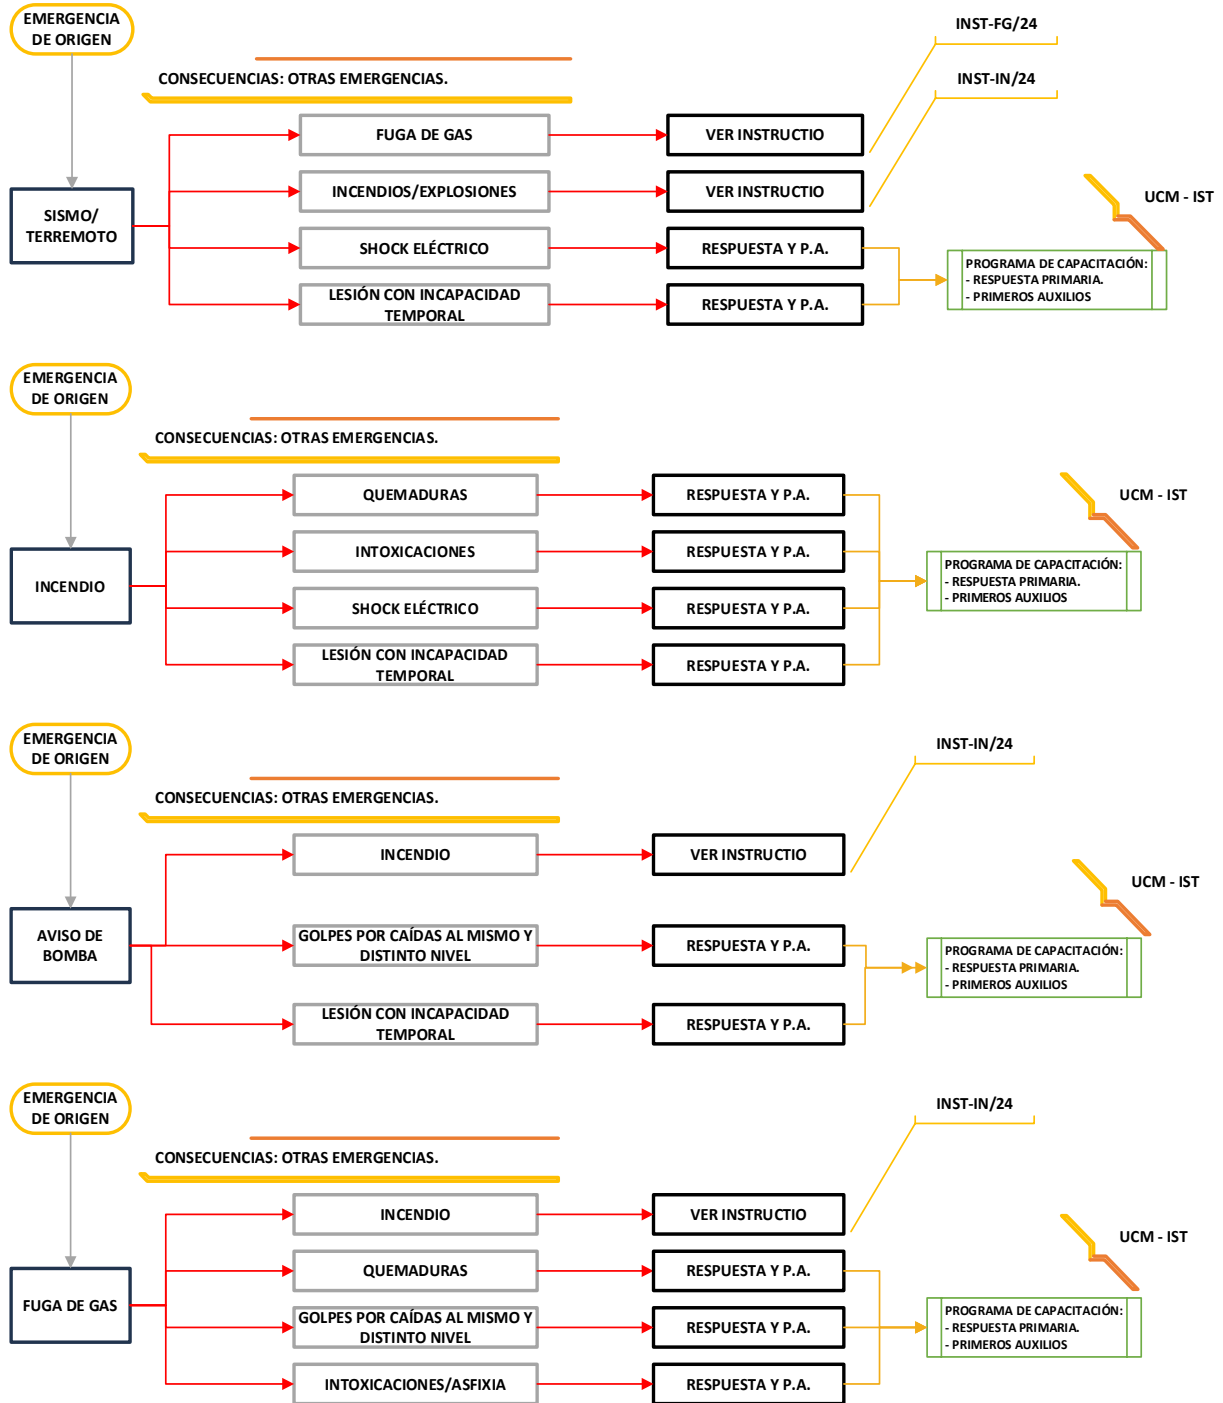 EMERGENCIA
DE ORIGEN
INST-FG/24
CONSECUENCIAS: OTRAS EMERGENCIAS.
INST-IN/24
FUGA DE GAS
VER INSTRUCTIO
INCENDIOS/EXPLOSIONES
VER INSTRUCTIO
UCM - IST
SISMO/
TERREMOTO
SHOCK ELÉCTRICO
RESPUESTA Y P.A.
PROGRAMA DE CAPACITACIÓN:
- RESPUESTA PRIMARIA.
- PRIMEROS AUXILIOS
LESIÓN CON INCAPACIDAD
TEMPORAL
RESPUESTA Y P.A.
EMERGENCIA
DE ORIGEN
CONSECUENCIAS: OTRAS EMERGENCIAS.
QUEMADURAS
RESPUESTA Y P.A.
UCM - IST
INTOXICACIONES
RESPUESTA Y P.A.
INCENDIO
PROGRAMA DE CAPACITACIÓN:
- RESPUESTA PRIMARIA.
- PRIMEROS AUXILIOS
SHOCK ELÉCTRICO
RESPUESTA Y P.A.
LESIÓN CON INCAPACIDAD
TEMPORAL
RESPUESTA Y P.A.
EMERGENCIA
DE ORIGEN
INST-IN/24
CONSECUENCIAS: OTRAS EMERGENCIAS.
INCENDIO
VER INSTRUCTIO
UCM - IST
AVISO DE
BOMBA
GOLPES POR CAÍDAS AL MISMO Y
DISTINTO NIVEL
RESPUESTA Y P.A.
PROGRAMA DE CAPACITACIÓN:
- RESPUESTA PRIMARIA.
- PRIMEROS AUXILIOS
LESIÓN CON INCAPACIDAD
TEMPORAL
RESPUESTA Y P.A.
EMERGENCIA
DE ORIGEN
INST-IN/24
CONSECUENCIAS: OTRAS EMERGENCIAS.
INCENDIO
VER INSTRUCTIO
UCM - IST
QUEMADURAS
RESPUESTA Y P.A.
FUGA DE GAS
GOLPES POR CAÍDAS AL MISMO Y
DISTINTO NIVEL
RESPUESTA Y P.A.
PROGRAMA DE CAPACITACIÓN:
- RESPUESTA PRIMARIA.
- PRIMEROS AUXILIOS
INTOXICACIONES/ASFIXIA
RESPUESTA Y P.A.